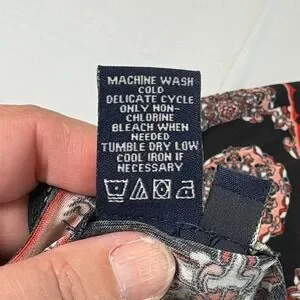 MACHINE WASH
COLD
DELICATE CYCLE
ONLY NON-
CHLORINE
BLEACH WHEN
NEEDED
TUMBLE DRY LOW
COOL IRON IF
NECESSARY